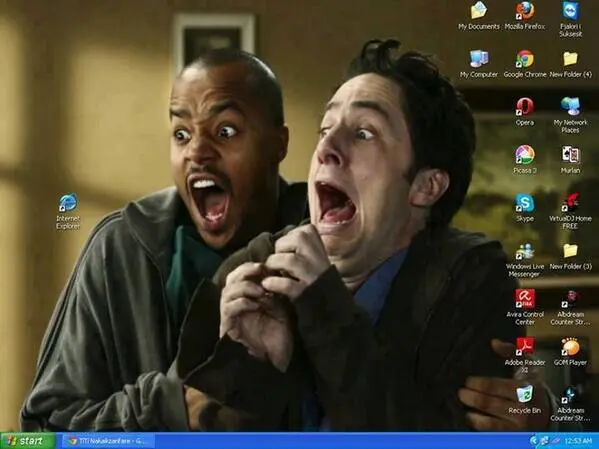 My Documents
Mozilla Firefox
Fjalori i
Suksesit
My Computer
Google Chrome
New Folder (4)
Opera
My Network
Places
Picasa 3
Murlan
Internet
Explorer
Skype
VirtualDJ Home
FREE
Windows Live
Messenger
New Folder (3)
Avira Control
Center
Albdream
Counter Str...
Adobe Reader
XI
GOM Player
Recycle Bin
Albdream
Counter Str...
start
- G...
12:53 AM